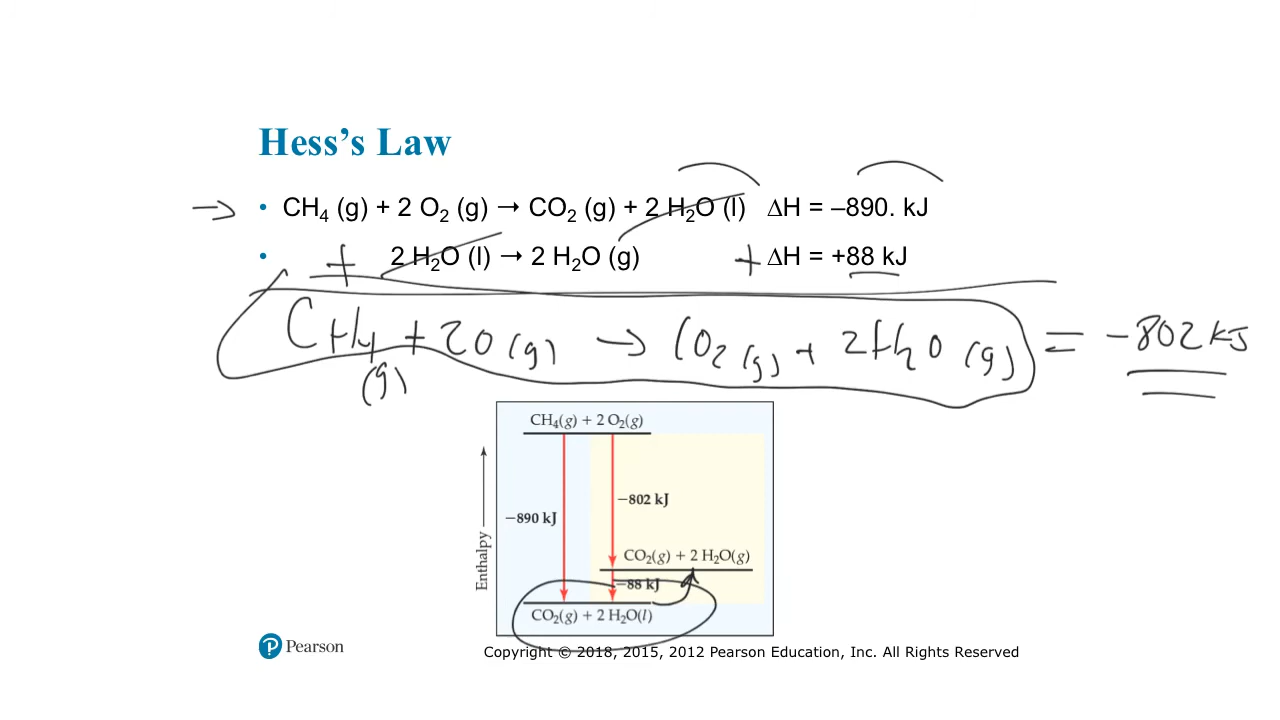 Hess's Law
→ • CH₄ (g) + 2 O₂ (g) → CO₂ (g) + 2 H₂O (l) ΔH = –890. kJ
• + 2 H₂O (l) → 2 H₂O (g) + ΔH = +88 kJ
CH₄ + 2O (g) → CO₂ (g) + 2H₂O (g) = -802 kJ
(g)
CH₄(g) + 2 O₂(g)
−802 kJ
−890 kJ
Enthalpy
CO₂(g) + 2 H₂O(g)
−88 kJ
CO₂(g) + 2 H₂O(l)
P Pearson
Copyright © 2018, 2015, 2012 Pearson Education, Inc. All Rights Reserved